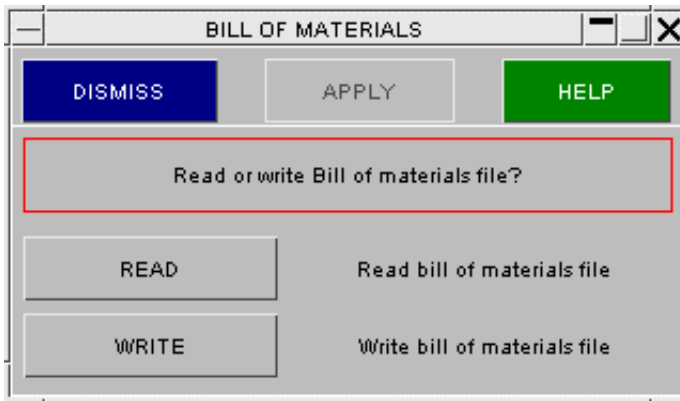 BILL OF MATERIALS
DISMISS APPLY HELP
Read or write Bill of materials file?
READ Read bill of materials file
WRITE Write bill of materials file